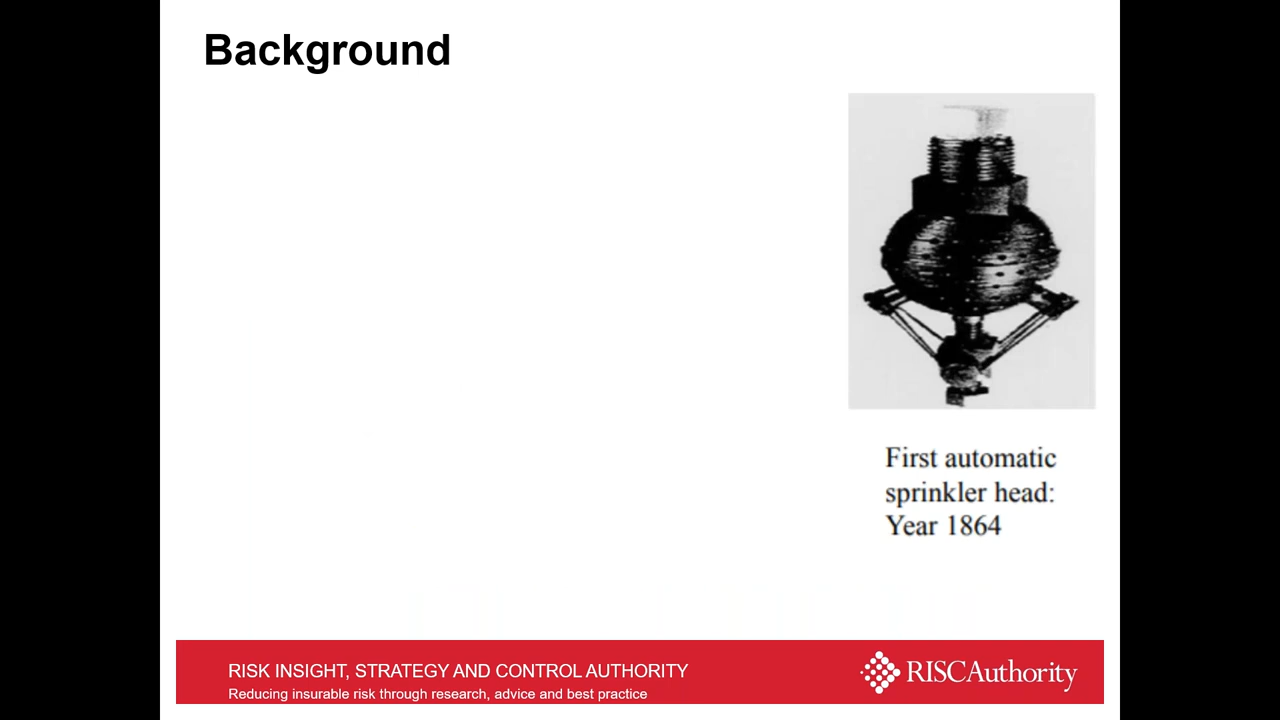 Background
First automatic
sprinkler head:
Year 1864
RISK INSIGHT, STRATEGY AND CONTROL AUTHORITY
Reducing insurable risk through research, advice and best practice
RISCAuthority